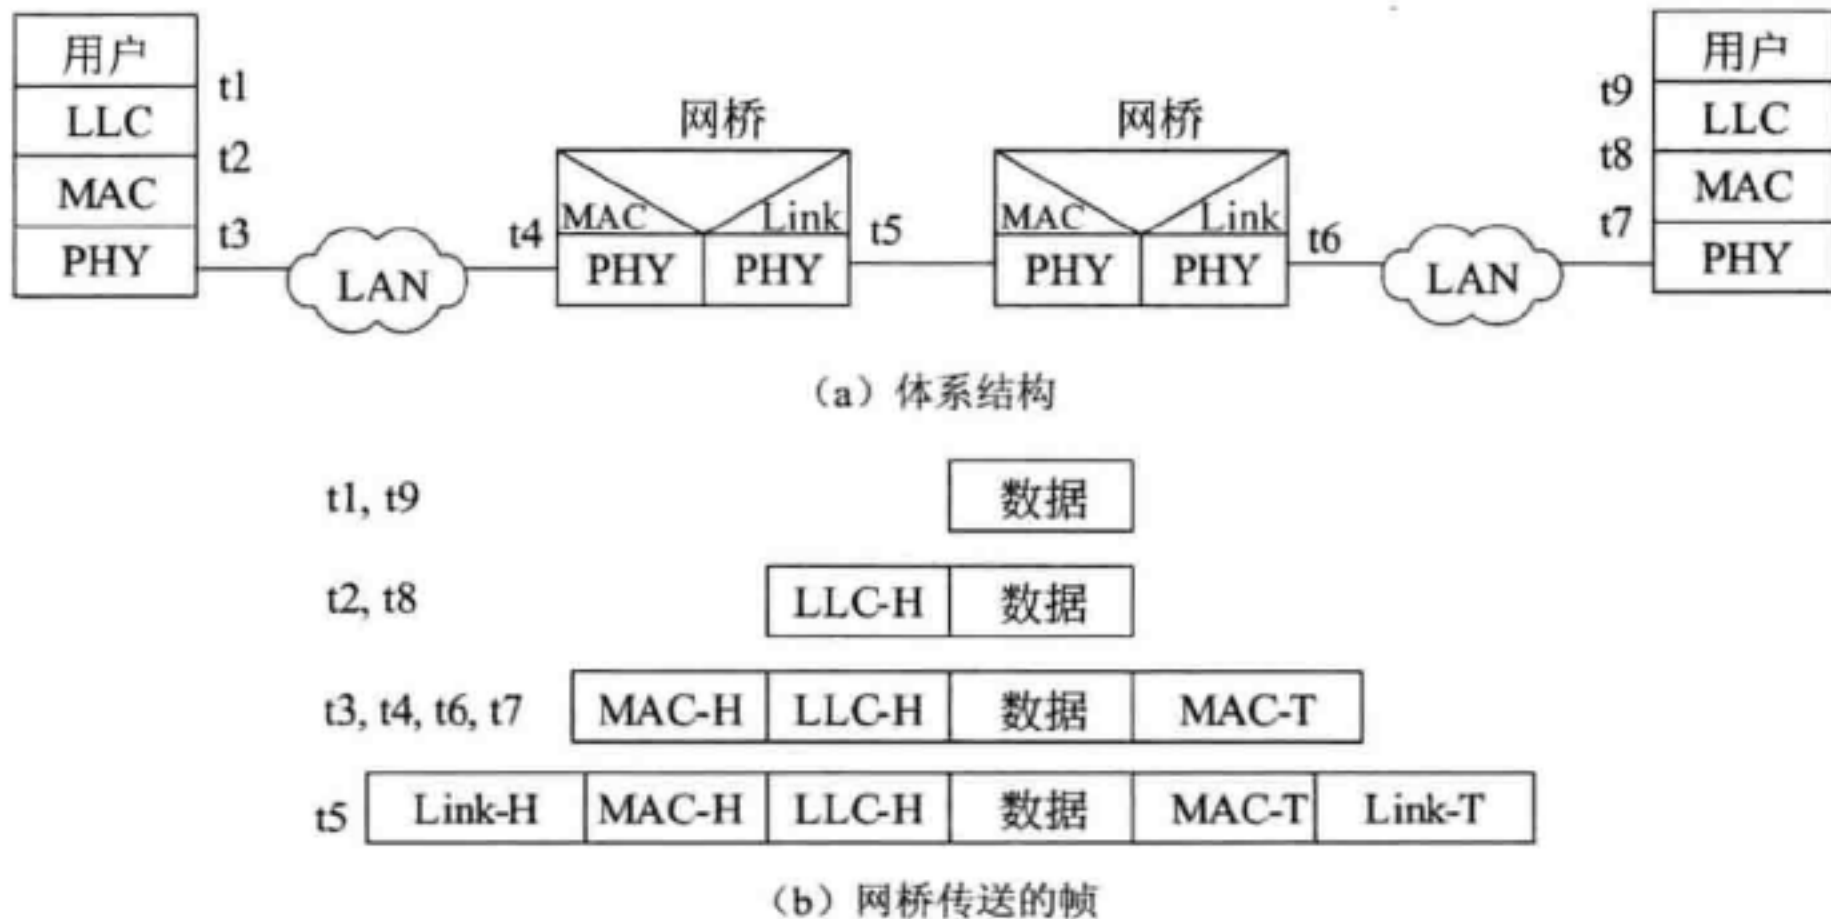 用户
LLC
MAC
PHY
t1
t2
t3
LAN
t4
网桥
MAC
Link
PHY
PHY
t5
网桥
MAC
Link
PHY
PHY
t6
LAN
t9
t8
t7
用户
LLC
MAC
PHY
（a）体系结构
t1, t9
数据
t2, t8
LLC-H 数据
t3, t4, t6, t7
MAC-H LLC-H 数据 MAC-T
t5
Link-H MAC-H LLC-H 数据 MAC-T Link-T
（b）网桥传送的帧